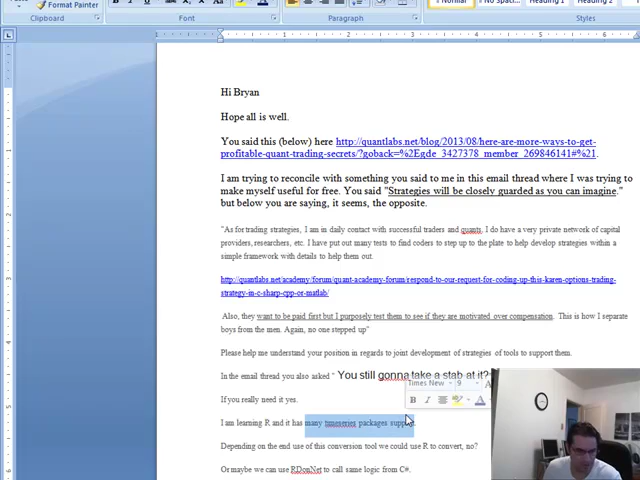 Format Painter
Normal
No Spaci...
Heading 1
Heading 2
Clipboard
Font
Paragraph
Styles
Hi Bryan
Hope all is well.
You said this (below) here http://quantlabs.net/blog/2013/08/here-are-more-ways-to-get-
profitable-quant-trading-secrets/?goback=%2Egde_3427378_member_269846141#%21.
I am trying to reconcile with something you said to me in this email thread where I was trying to
make myself useful for free. You said "Strategies will be closely guarded as you can imagine."
but below you are saying, it seems, the opposite.
"As for trading strategies, I am in daily contact with successful traders and quants. I do have a very private network of capital
providers, researches, etc. I have put out many tests to find coders to step up to the plate to help develop strategies within a
simple framework with details to help them out.
http://quantlabs.net/academy/forum/quant-academy-forum/respond-to-our-request-for-coding-up-this-karen-options-trading-
strategy-in-c-sharp-cpp-or-matlab/
Also, they want to be paid first but I purposely test them to see if they are motivated over compensation. This is how I separate
boys from the men. Again, no one stepped up"
Please help me understand your position in regards to joint development of strategies of tools to support them.
In the email thread you also asked " You still gonna take a stab at it?
Times New 9
If you really need it yes.
I am learning R and it has many timeseries packages support.
Depending on the end use of this conversion tool we could use R to convert, no?
Or maybe we can use RDonNet to call same logic from C#.